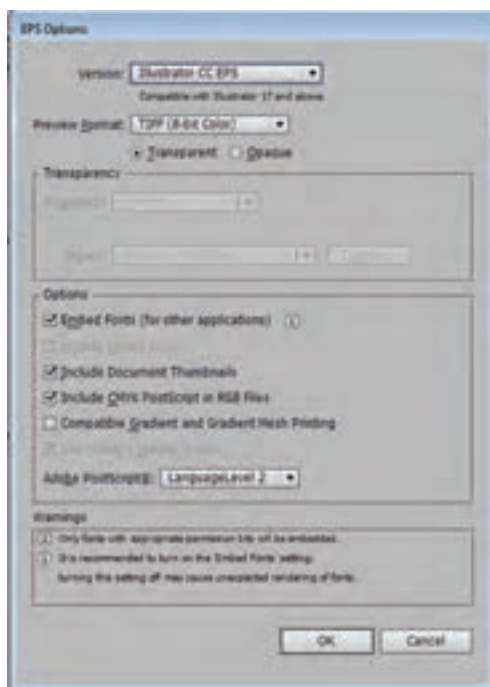 EPS Options
Version: Illustrator CC EPS
Compatible with Illustrator 17 and above.
Preview Format: TIFF (8-bit Color)
Transparent Opaque
Transparency
Options
Embed Fonts (for other applications)
Include Document Thumbnails
Include CMYK PostScript in RGB Files
Compatible Gradient and Gradient Mesh Printing
Adobe PostScript®: LanguageLevel 2
Warnings
Only fonts with appropriate permission bits will be embedded.
It is recommended to turn on the 'Embed Fonts' setting;
turning this setting off may cause unexpected rendering of fonts.
OK Cancel